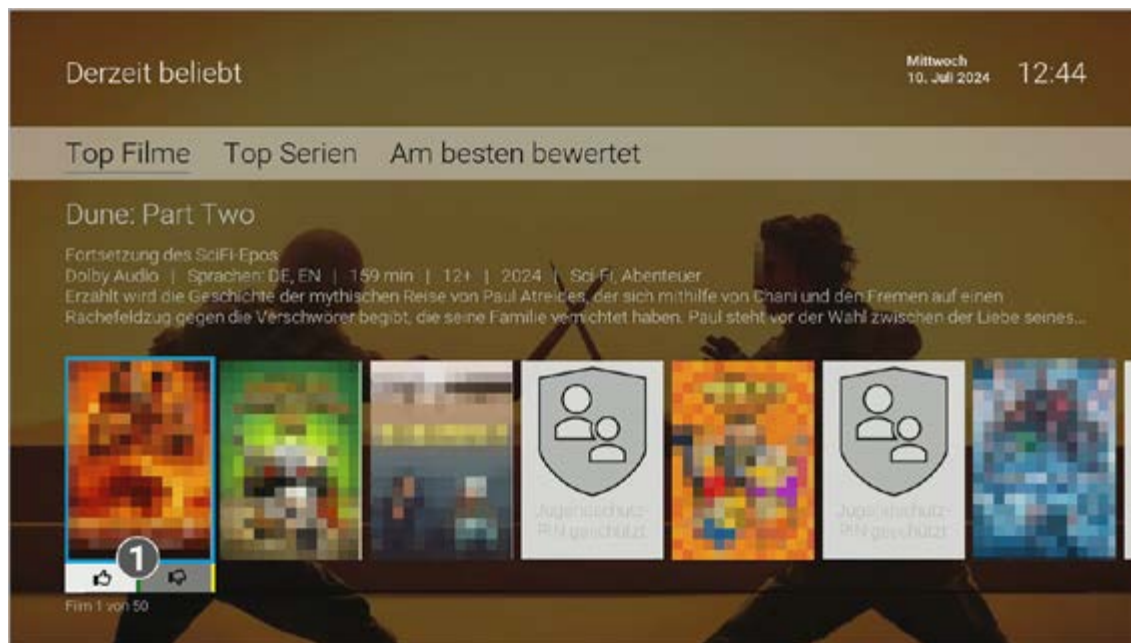 Derzeit beliebt
Mittwoch
10. Juli 2024
12:44
Top Filme Top Serien Am besten bewertet
Dune: Part Two
Fortsetzung des SciFi-Epos
Dolby Audio | Sprachen: DE, EN | 159 min | 12+ | 2024 | Sci-Fi, Abenteuer
Erzählt wird die Geschichte der mythischen Reise von Paul Atreides, der sich mithilfe von Chani und den Fremen auf einen
Rachefeldzug gegen die Verschwörer begibt, die seine Familie vernichtet haben. Paul steht vor der Wahl zwischen der Liebe seines...
Jugendschutz-
PIN geschützt
Jugendschutz-
PIN geschützt
1
Film 1 von 50